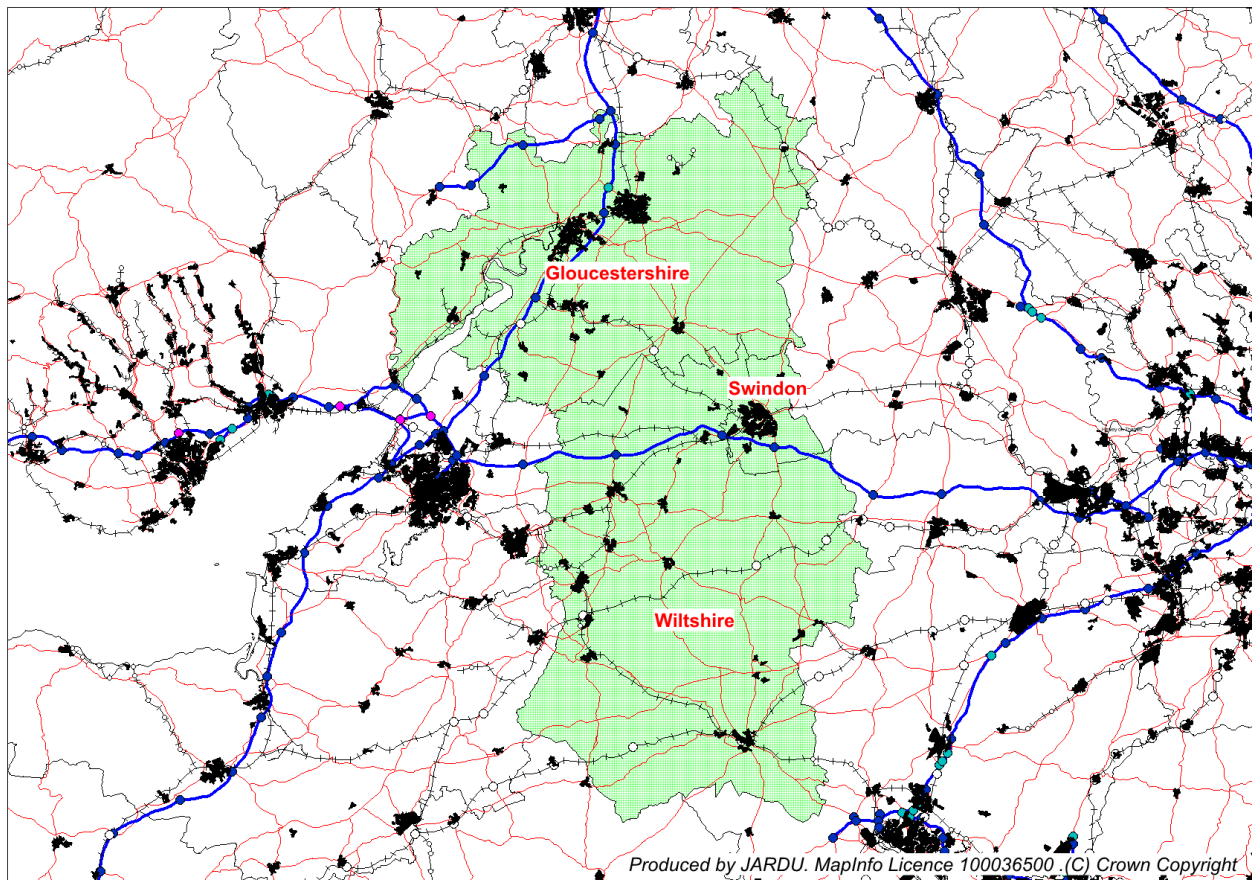 Gloucestershire
Swindon
Wiltshire
Produced by JARDU. MapInfo Licence 100036500 .(C) Crown Copyright